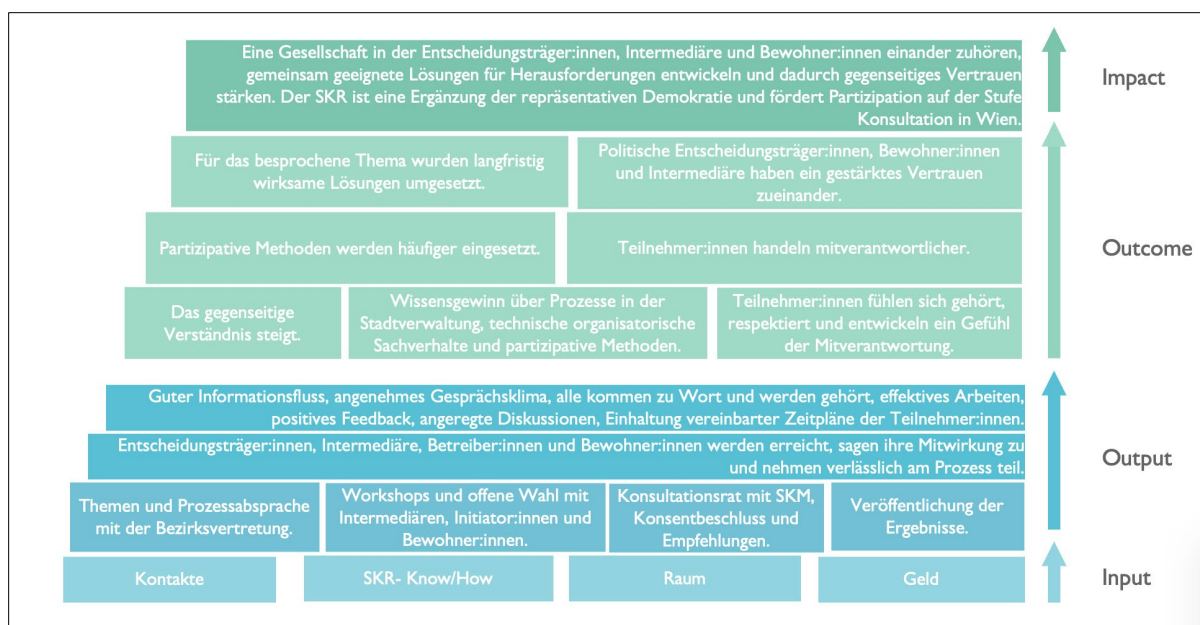 Eine Gesellschaft in der Entscheidungsträger:innen, Intermediäre und Bewohner:innen einander zuhören,
gemeinsam geeignete Lösungen für Herausforderungen entwickeln und dadurch gegenseitiges Vertrauen
stärken. Der SKR ist eine Ergänzung der repräsentativen Demokratie und fördert Partizipation auf der Stufe
Konsultation in Wien.
Impact
Für das besprochene Thema wurden langfristig
wirksame Lösungen umgesetzt.
Politische Entscheidungsträger:innen, Bewohner:innen
und Intermediäre haben ein gestärktes Vertrauen
zueinander.
Partizipative Methoden werden häufiger eingesetzt.
Teilnehmer:innen handeln mitverantwortlicher.
Outcome
Das gegenseitige
Verständnis steigt.
Wissensgewinn über Prozesse in der
Stadtverwaltung, technische organisatorische
Sachverhalte und partizipative Methoden.
Teilnehmer:innen fühlen sich gehört,
respektiert und entwickeln ein Gefühl
der Mitverantwortung.
Guter Informationsfluss, angenehmes Gesprächsklima, alle kommen zu Wort und werden gehört, effektives Arbeiten,
positives Feedback, angeregte Diskussionen, Einhaltung vereinbarter Zeitpläne der Teilnehmer:innen.
Entscheidungsträger:innen, Intermediäre, Betreiber:innen und Bewohner:innen werden erreicht, sagen ihre Mitwirkung zu
und nehmen verlässlich am Prozess teil.
Output
Themen und Prozessabsprache
mit der Bezirksvertretung.
Workshops und offene Wahl mit
Intermediären, Initiator:innen und
Bewohner:innen.
Konsultationsrat mit SKM,
Konsentbeschluss und
Empfehlungen.
Veröffentlichung der
Ergebnisse.
Kontakte
SKR- Know/How
Raum
Geld
Input